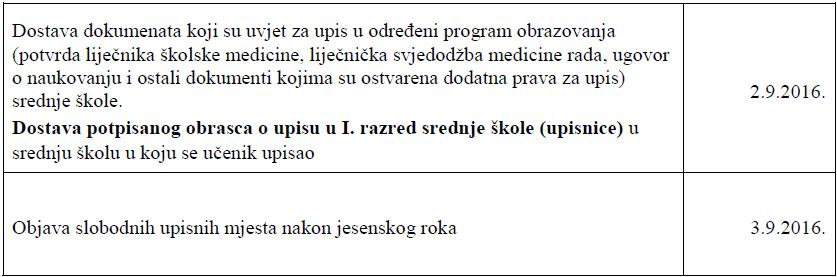 Dostava dokumenata koji su uvjet za upis u određeni program obrazovanja
(potvrda liječnika školske medicine, liječnička svjedodžba medicine rada, ugovor
o naukovanju i ostali dokumenti kojima su ostvarena dodatna prava za upis)
srednje škole.
Dostava potpisanog obrasca o upisu u I. razred srednje škole (upisnice) u
srednju školu u koju se učenik upisao
2.9.2016.
Objava slobodnih upisnih mjesta nakon jesenskog roka
3.9.2016.